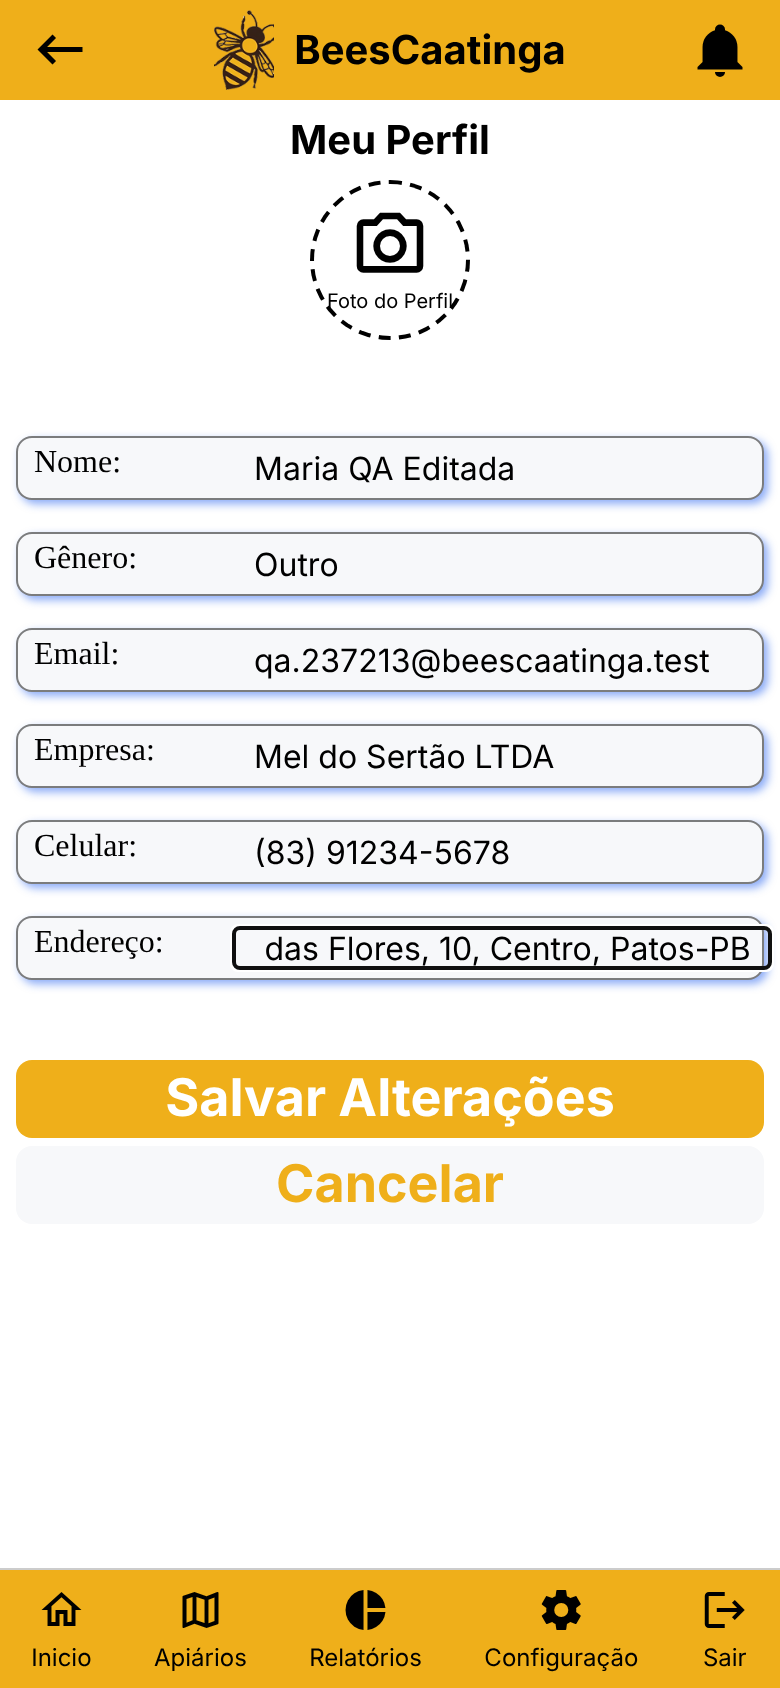 BeesCaatinga
Meu Perfil
Foto do Perfil
Nome: Maria QA Editada
Gênero: Outro
Email: qa.237213@beescaatinga.test
Empresa: Mel do Sertão LTDA
Celular: (83) 91234-5678
Endereço: das Flores, 10, Centro, Patos-PB
Salvar Alterações
Cancelar
Inicio Apiários Relatórios Configuração Sair